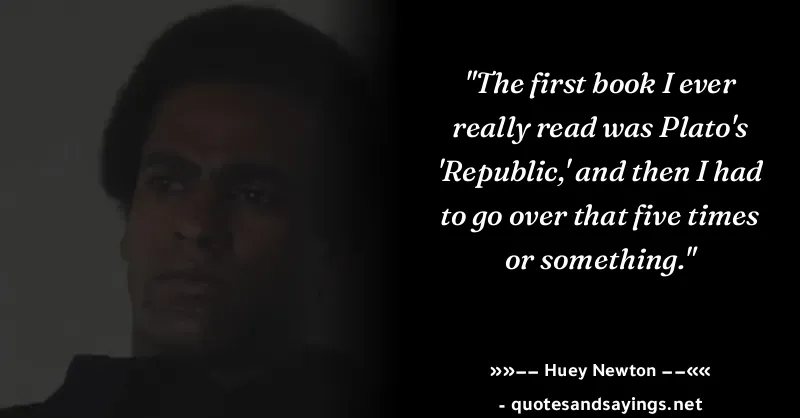 "The first book I ever
really read was Plato's
'Republic,' and then I had
to go over that five times
or something."
»»−− Huey Newton −−««
- quotesandsayings.net